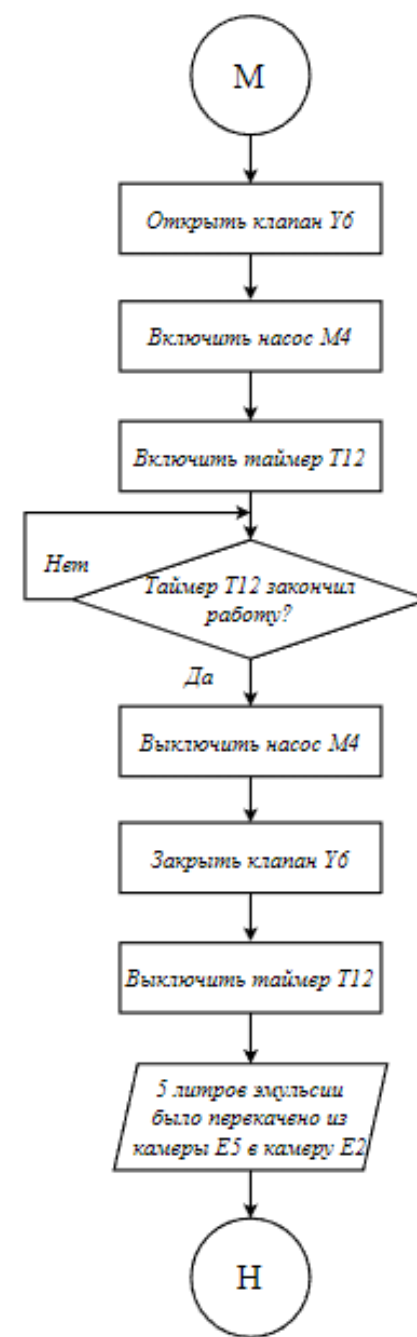 М
Открыть клапан Y6
Включить насос М4
Включить таймер Т12
Нет
Таймер Т12 закончил
работу?
Да
Выключить насос М4
Закрыть клапан Y6
Выключить таймер Т12
5 литров эмульсии
было перекачено из
камеры Е5 в камеру Е2
Н